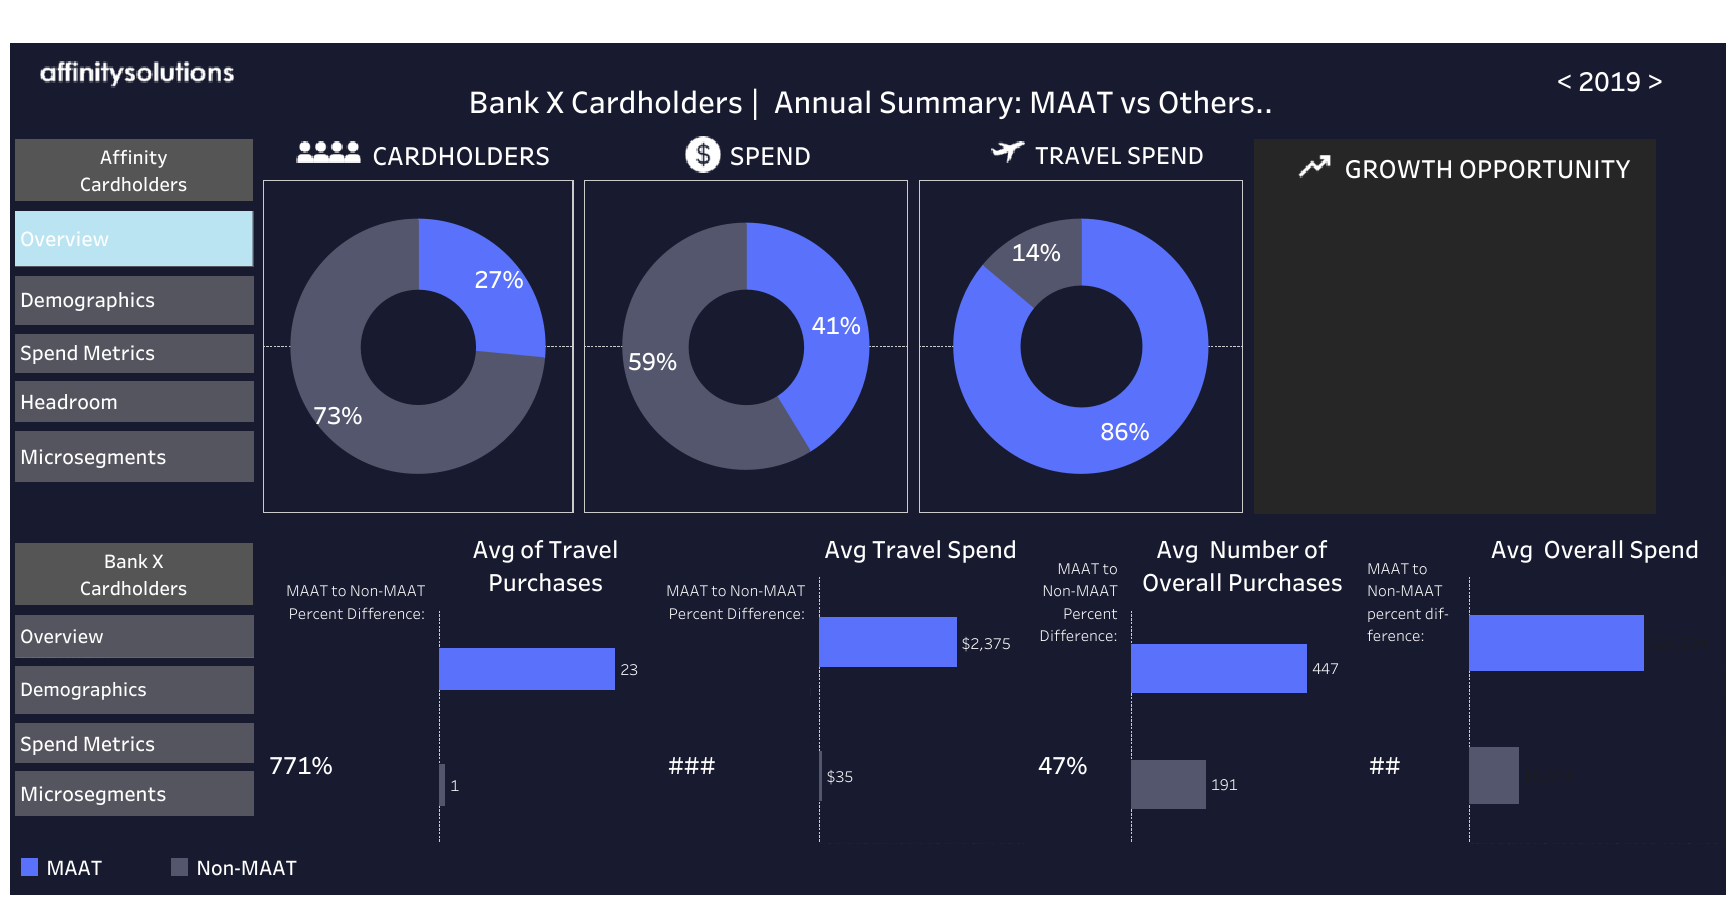 affinitysolutions
< 2019 >
Bank X Cardholders | Annual Summary: MAAT vs Others..
Affinity
Cardholders
Overview
Demographics
Spend Metrics
Headroom
Microsegments
CARDHOLDERS
27%
73%
$ SPEND
41%
59%
TRAVEL SPEND
14%
86%
GROWTH OPPORTUNITY
Bank X
Cardholders
Overview
Demographics
Spend Metrics
Microsegments
Avg of Travel
Purchases
MAAT to Non-MAAT
Percent Difference:
771%
23
1
Avg Travel Spend
MAAT to Non-MAAT
Percent Difference:
###
$2,375
$35
Avg Number of
Overall Purchases
MAAT to
Non-MAAT
Percent
Difference:
47%
447
191
Avg Overall Spend
MAAT to
Non-MAAT
percent dif-
ference:
##
MAAT
Non-MAAT